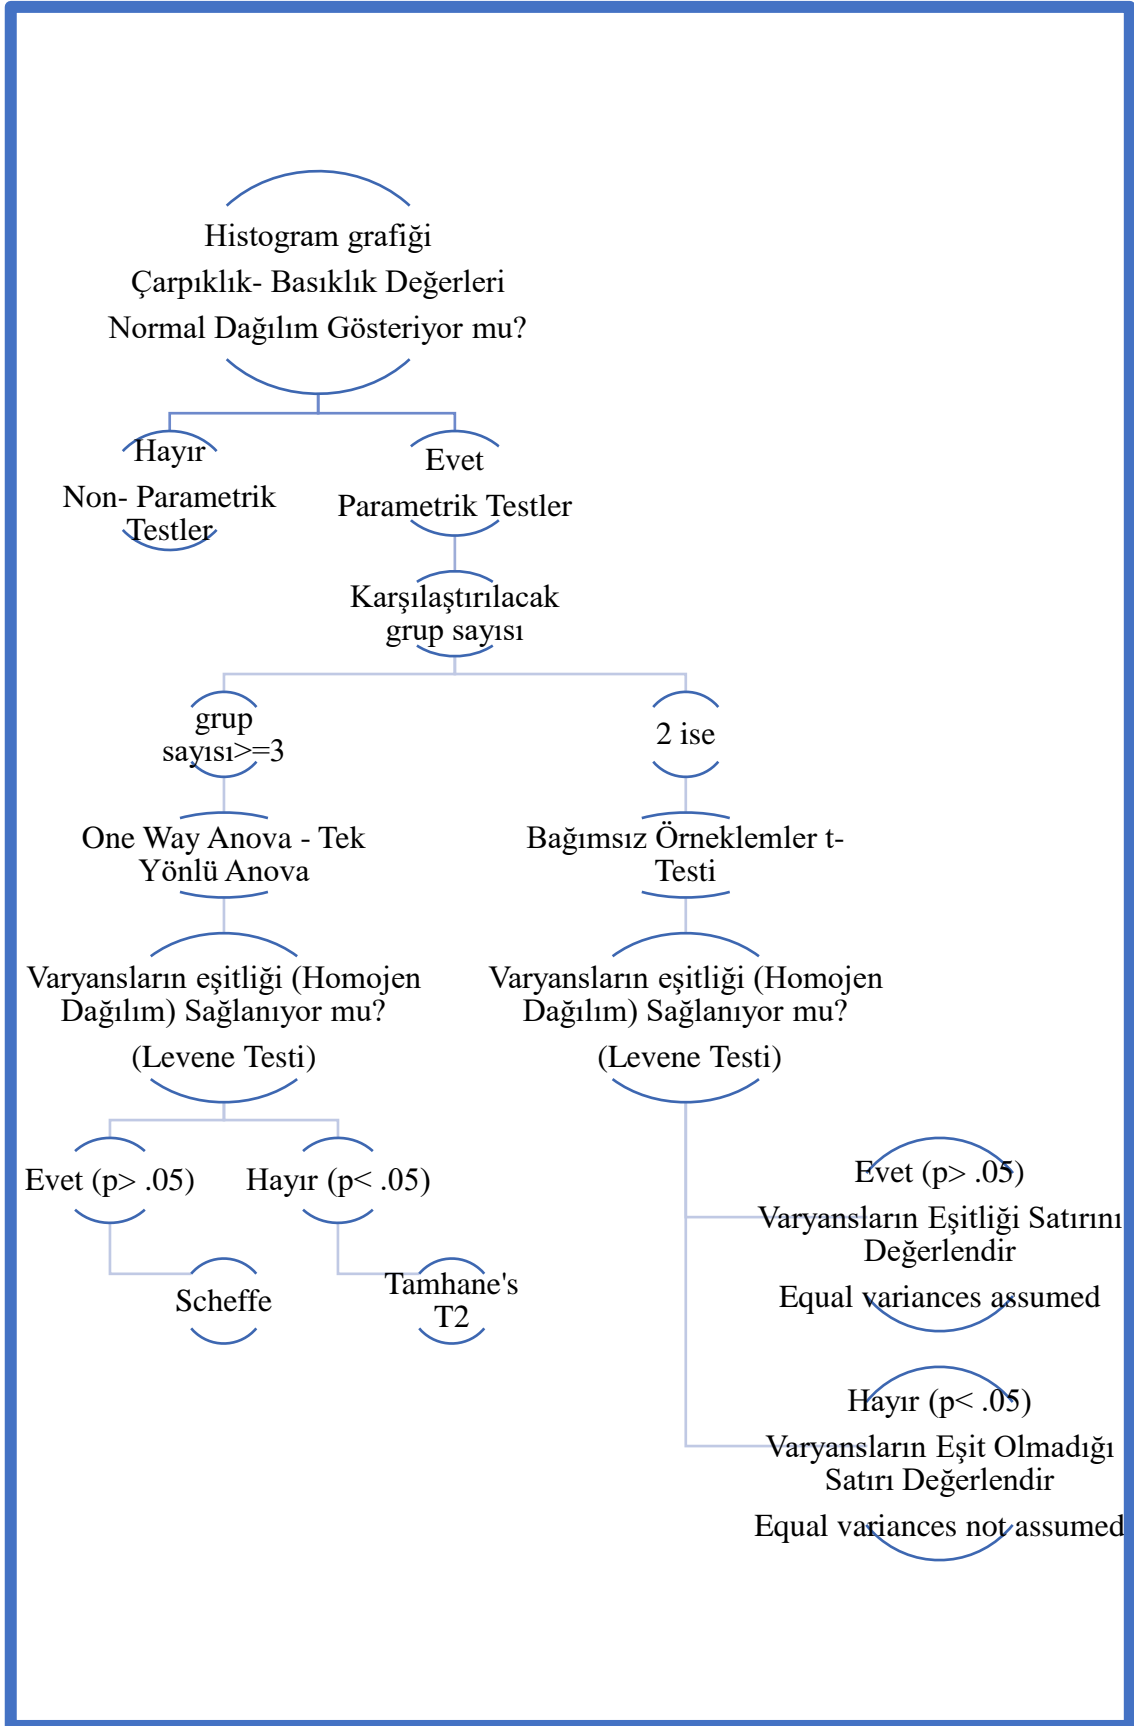 Histogram grafiği
Çarpıklık- Basıklık Değerleri
Normal Dağılım Gösteriyor mu?
Hayır
Non- Parametrik
Testler
Evet
Parametrik Testler
Karşılaştırılacak
grup sayısı
grup
sayısı>=3
2 ise
One Way Anova - Tek
Yönlü Anova
Bağımsız Örneklemler t-
Testi
Varyansların eşitliği (Homojen
Dağılım) Sağlanıyor mu?
(Levene Testi)
Varyansların eşitliği (Homojen
Dağılım) Sağlanıyor mu?
(Levene Testi)
Evet (p> .05)
Hayır (p< .05)
Scheffe
Tamhane's
T2
Evet (p> .05)
Varyansların Eşitliği Satırını
Değerlendir
Equal variances assumed
Hayır (p< .05)
Varyansların Eşit Olmadığı
Satırı Değerlendir
Equal variances not assumed